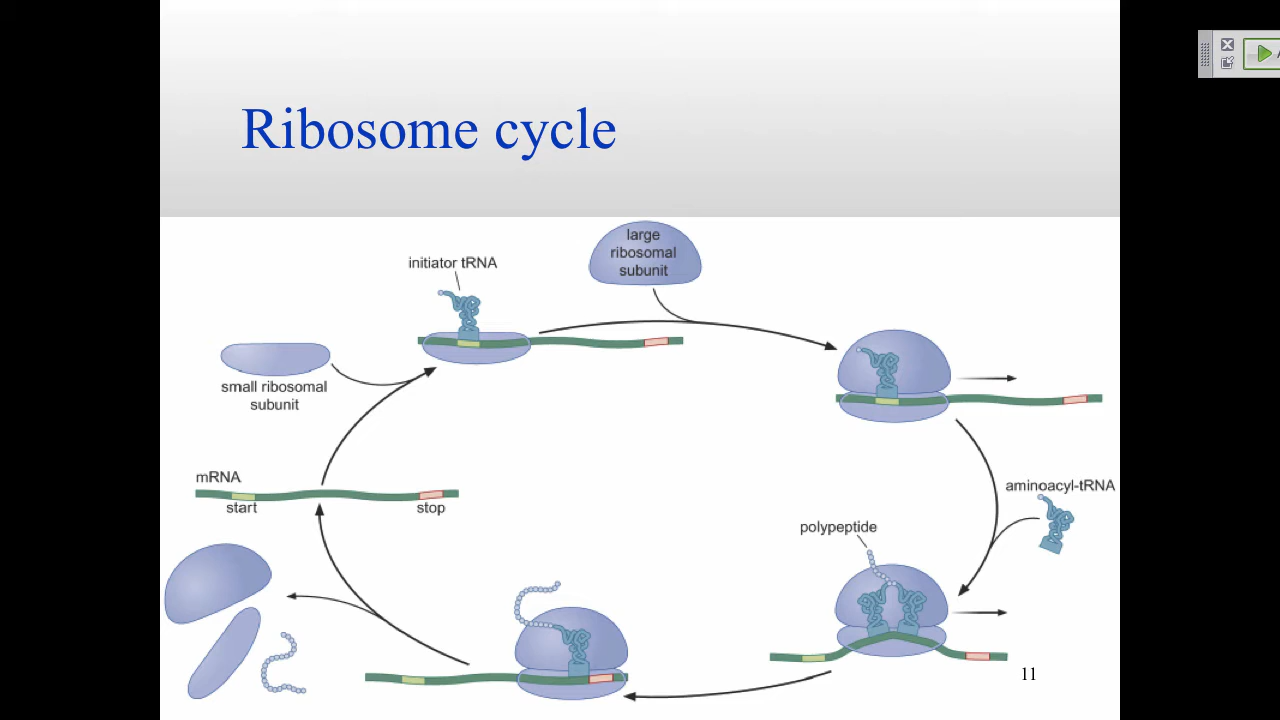 Ribosome cycle
large
ribosomal
subunit
initiator tRNA
small ribosomal
subunit
mRNA
start
stop
aminoacyl-tRNA
polypeptide
11